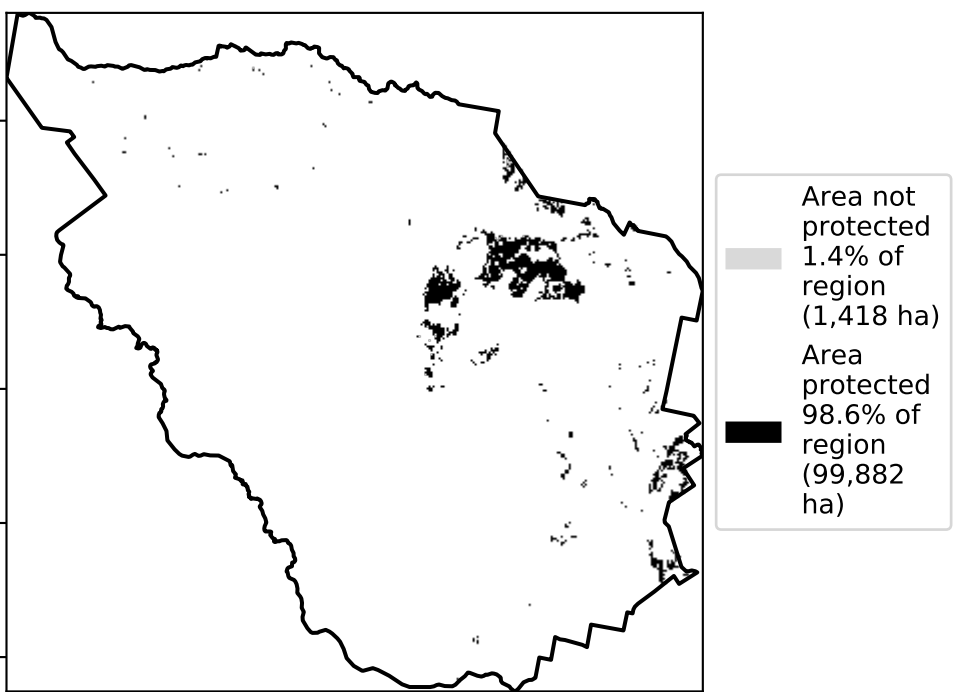 Area not
protected
1.4% of
region
(1,418 ha)
Area
protected
98.6% of
region
(99,882
ha)